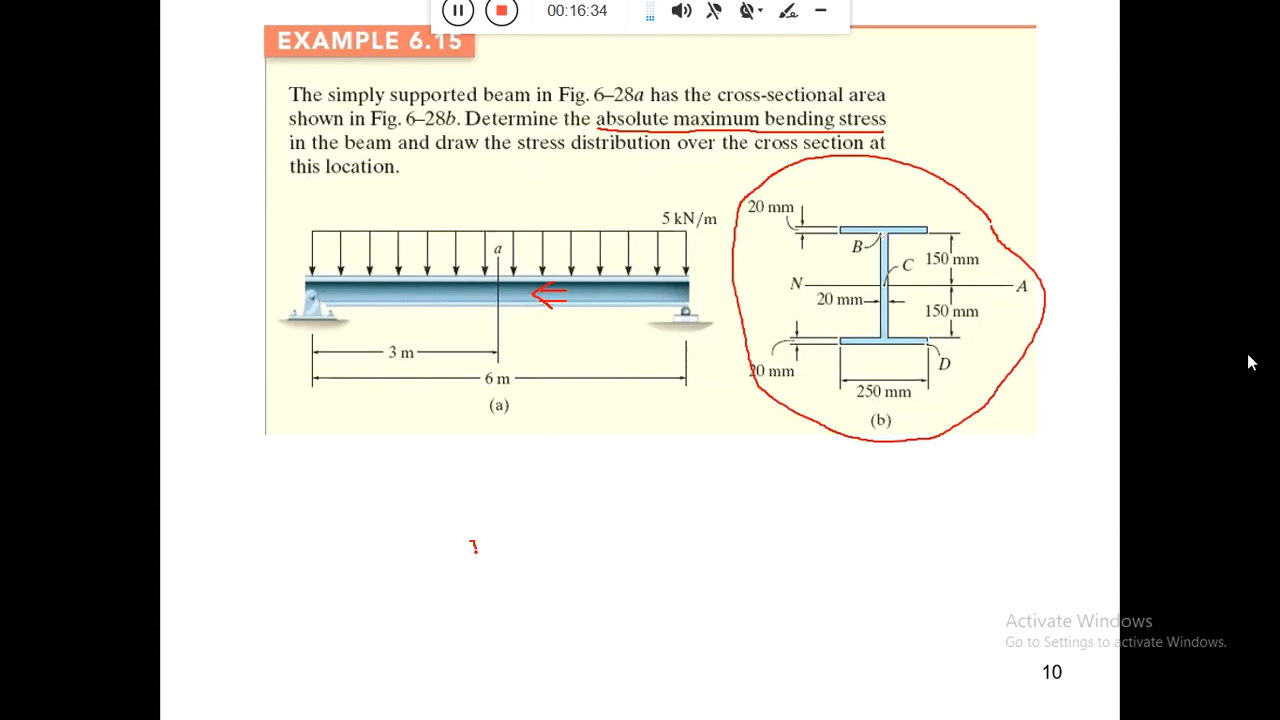 00:16:34
EXAMPLE 6.15
The simply supported beam in Fig. 6–28a has the cross-sectional area
shown in Fig. 6–28b. Determine the absolute maximum bending stress
in the beam and draw the stress distribution over the cross section at
this location.
5 kN/m
a
3 m
6 m
(a)
20 mm
B
C
150 mm
N
A
20 mm
150 mm
20 mm
D
250 mm
(b)
Activate Windows
Go to Settings to activate Windows.
10